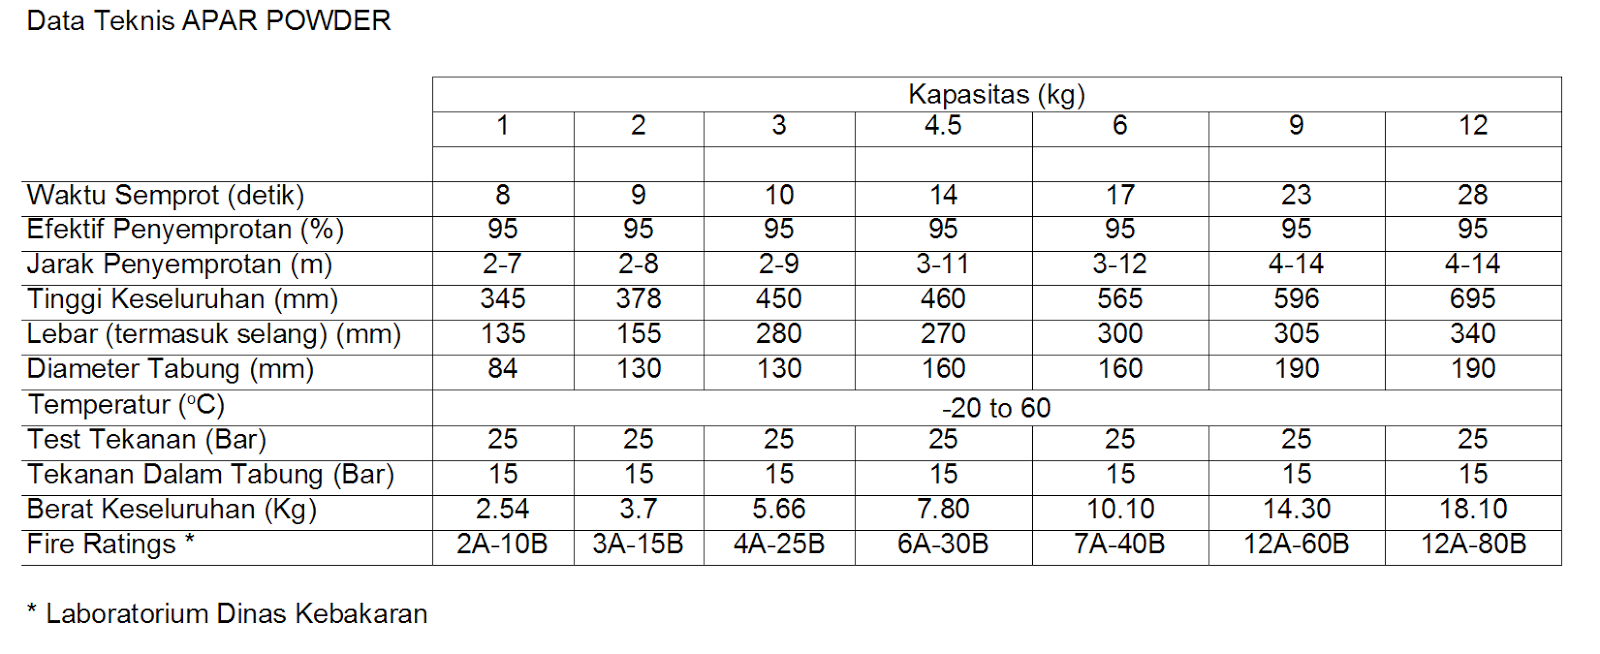 Data Teknis APAR POWDER
Kapasitas (kg)
1 2 3 4.5 6 9 12
Waktu Semprot (detik) 8 9 10 14 17 23 28
Efektif Penyemprotan (%) 95 95 95 95 95 95 95
Jarak Penyemprotan (m) 2-7 2-8 2-9 3-11 3-12 4-14 4-14
Tinggi Keseluruhan (mm) 345 378 450 460 565 596 695
Lebar (termasuk selang) (mm) 135 155 280 270 300 305 340
Diameter Tabung (mm) 84 130 130 160 160 190 190
Temperatur (°C) -20 to 60
Test Tekanan (Bar) 25 25 25 25 25 25 25
Tekanan Dalam Tabung (Bar) 15 15 15 15 15 15 15
Berat Keseluruhan (Kg) 2.54 3.7 5.66 7.80 10.10 14.30 18.10
Fire Ratings * 2A-10B 3A-15B 4A-25B 6A-30B 7A-40B 12A-60B 12A-80B
* Laboratorium Dinas Kebakaran